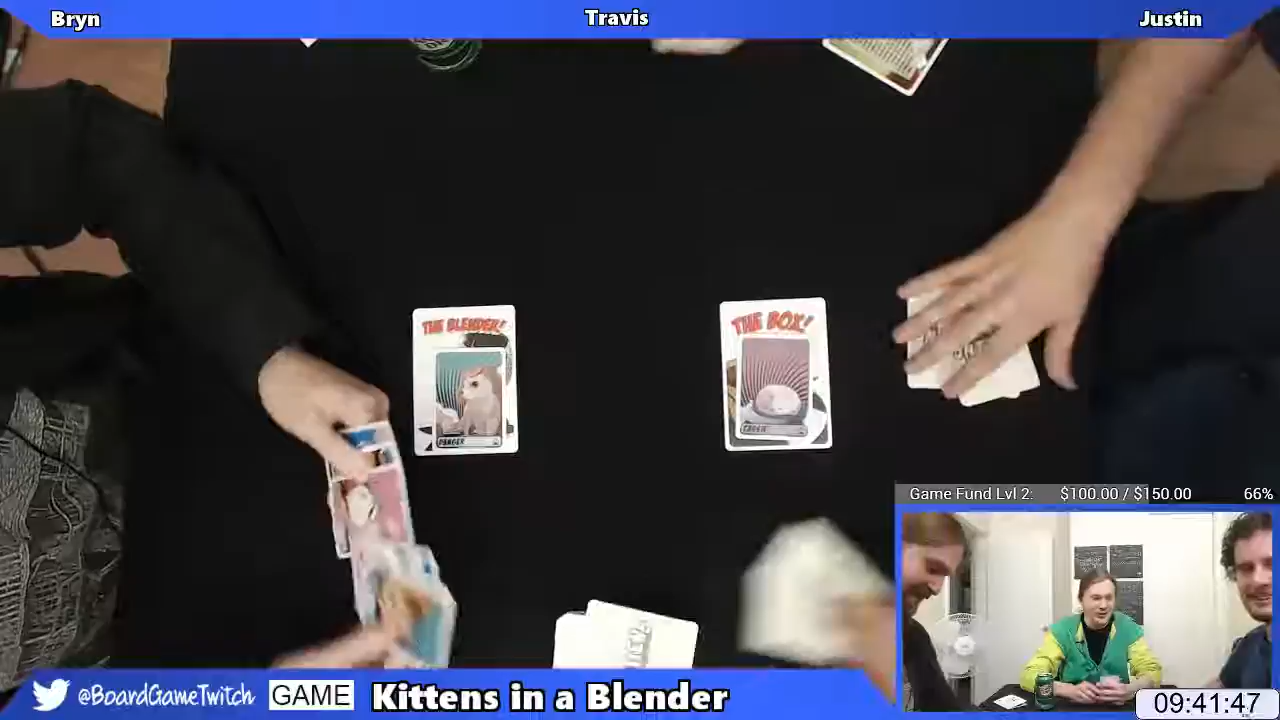 Bryn
Travis
Justin
THE BLENDER!
THE BOX!
Game Fund Lvl 2: $100.00 / $150.00 66%
@BoardGameTwitch GAME Kittens in a Blender
09:41:47